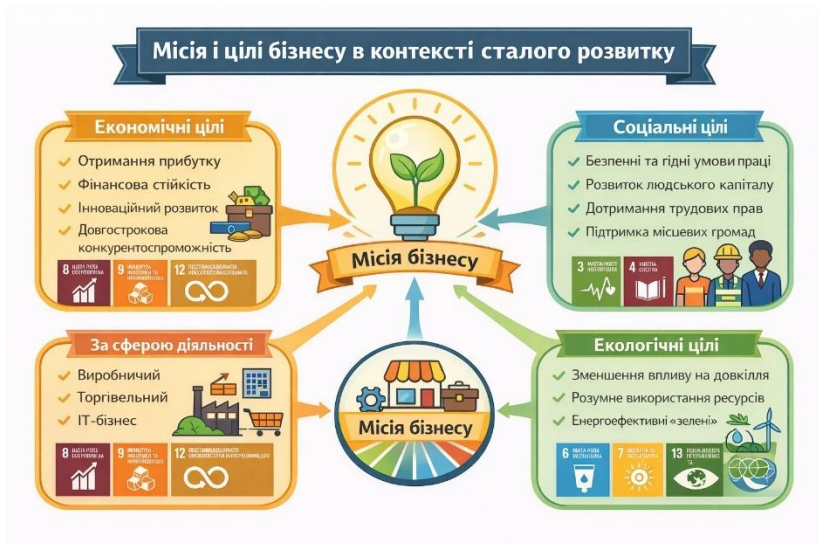 Місія і цілі бізнесу в контексті сталого розвитку
Економічні цілі
Отримання прибутку
Фінансова стійкість
Інноваційний розвиток
Довгострокова
конкурентоспроможність
8
9
12
Місія бізнесу
Соціальні цілі
Безпенні та гідні умови праці
Розвиток людського капіталу
Дотримання трудових прав
Підтримка місцевих громад
3
4
За сферою діяльності
Виробничий
Торгівельний
ІТ-бізнес
8
9
12
Місія бізнесу
Екологічні цілі
Зменшення впливу на довкілля
Розумне використання ресурсів
Енергоефективні «зелені»
6
7
13